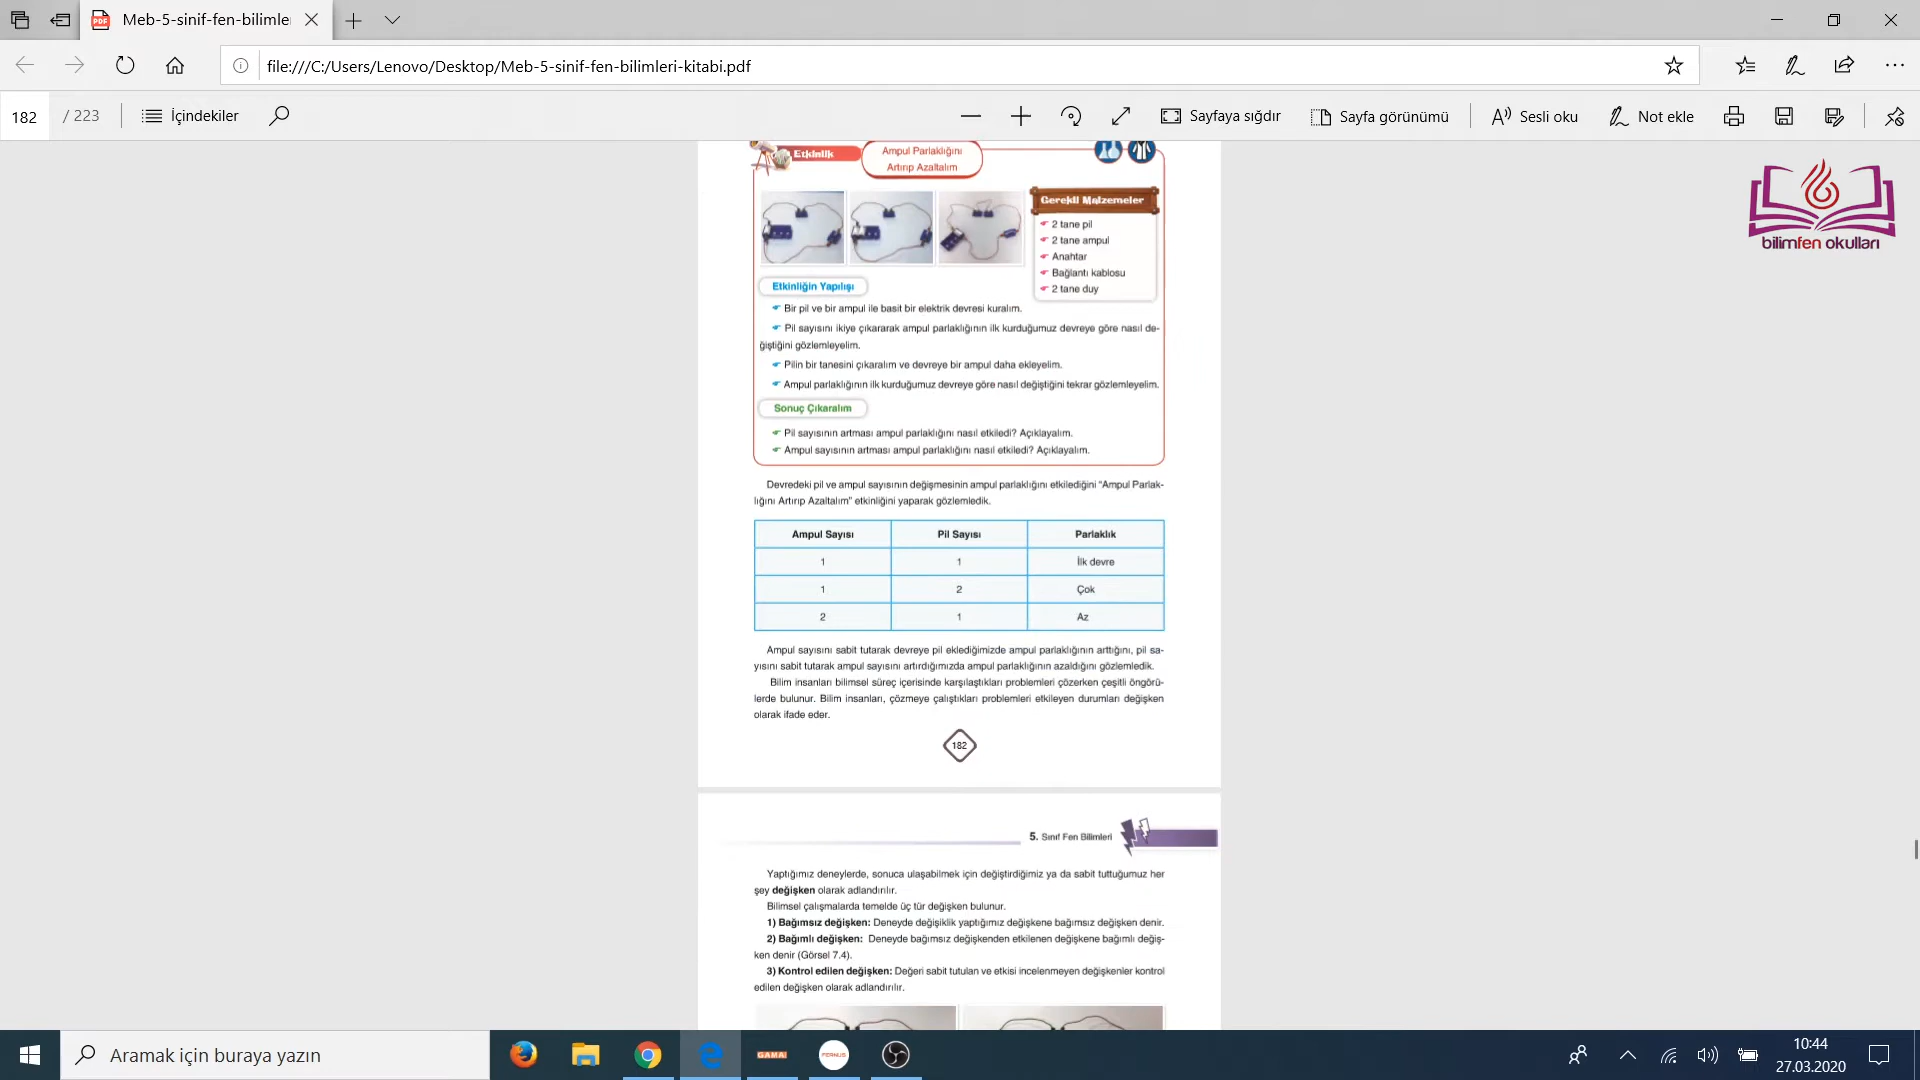 Meb-5-sinif-fen-bilimle
file:///C:/Users/Lenovo/Desktop/Meb-5-sinif-fen-bilimleri-kitabi.pdf
182 / 223 İçindekiler Sayfaya sığdır Sayfa görünümü Sesli oku Not ekle
bilimfen okulları
Etkinlik
Ampul Parlaklığını
Artırıp Azaltalım
Gerekli Malzemeler
2 tane pil
2 tane ampul
Anahtar
Bağlantı kablosu
2 tane duy
Etkinliğin Yapılışı
Bir pil ve bir ampul ile basit bir elektrik devresi kuralım.
Pil sayısını ikiye çıkararak ampul parlaklığının ilk kurduğumuz devreye göre nasıl de-
ğiştiğini gözlemleyelim.
Pilin bir tanesini çıkaralım ve devreye bir ampul daha ekleyelim.
Ampul parlaklığının ilk kurduğumuz devreye göre nasıl değiştiğini tekrar gözlemleyelim.
Sonuç Çıkaralım
Pil sayısının artması ampul parlaklığını nasıl etkiledi? Açıklayalım.
Ampul sayısının artması ampul parlaklığını nasıl etkiledi? Açıklayalım.
Devredeki pil ve ampul sayısının değişmesinin ampul parlaklığını etkilediğini “Ampul Parlak-
lığını Artırıp Azaltalım” etkinliğini yaparak gözlemledik.
Ampul Sayısı Pil Sayısı Parlaklık
1 1 İlk devre
1 2 Çok
2 1 Az
Ampul sayısını sabit tutarak devreye pil eklediğimizde ampul parlaklığının arttığını, pil sa-
yısını sabit tutarak ampul sayısını artırdığımızda ampul parlaklığının azaldığını gözlemledik.
Bilim insanları bilimsel süreç içerisinde karşılaştıkları problemleri çözerken çeşitli öngörü-
lerde bulunur. Bilim insanları, çözmeye çalıştıkları problemleri etkileyen durumları değişken
olarak ifade eder.
182
5. Sınıf Fen Bilimleri
Yaptığımız deneylerde, sonuca ulaşabilmek için değiştirdiğimiz ya da sabit tuttuğumuz her
şey değişken olarak adlandırılır.
Bilimsel çalışmalarda temelde üç tür değişken bulunur.
1) Bağımsız değişken: Deneyde değişiklik yaptığımız değişkene bağımsız değişken denir.
2) Bağımlı değişken: Deneyde bağımsız değişkenden etkilenen değişkene bağımlı değiş-
ken denir (Görsel 7.4).
3) Kontrol edilen değişken: Değeri sabit tutulan ve etkisi incelenmeyen değişkenler kontrol
edilen değişken olarak adlandırılır.
Aramak için buraya yazın
GAMA
FERNUS
10:44
27.03.2020